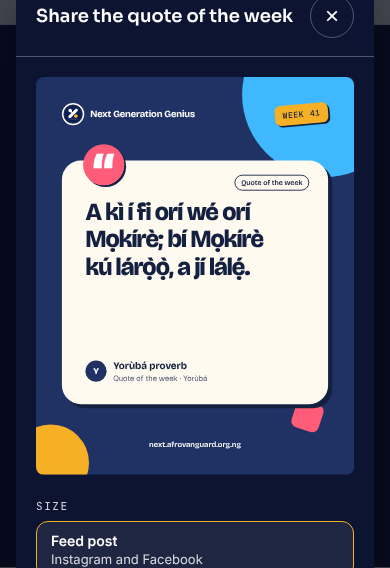 Share the quote of the week
Next Generation Genius
WEEK 41
Quote of the week
A kì í fi orí wé orí
Mọkírè; bí Mọkírè
kú lárọ̀ọ̀, a jí lálẹ́.
Y
Yorùbá proverb
Quote of the week · Yorùbá
next.afrovanguard.org.ng
SIZE
Feed post
Instagram and Facebook